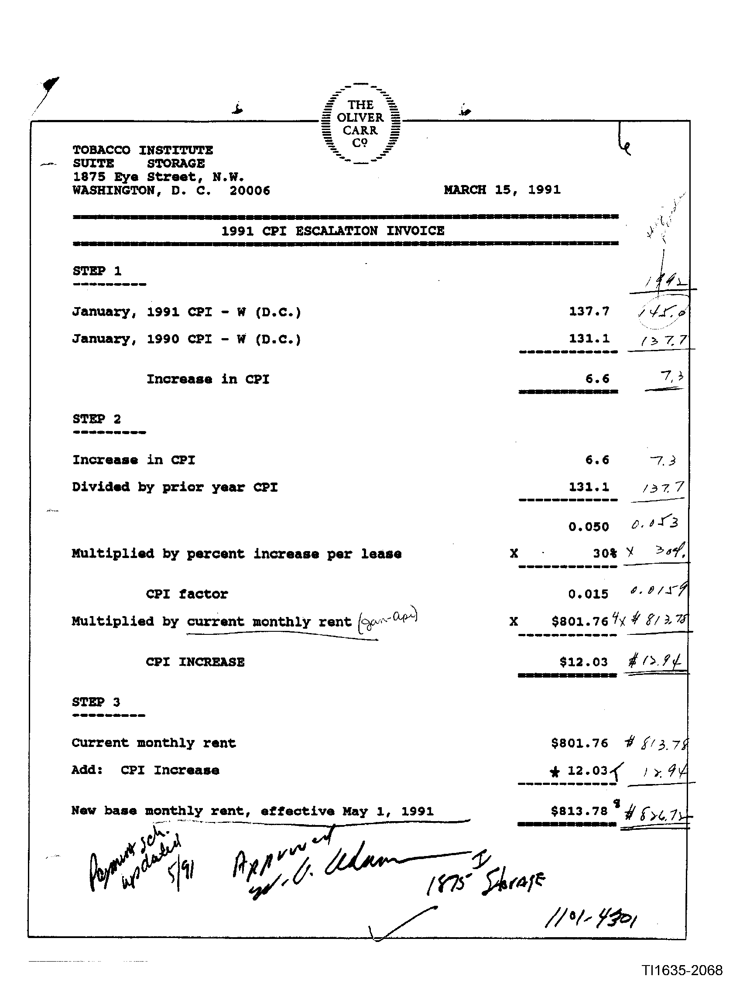 THE
OLIVER
CARR
Cº
TOBACCO INSTITUTE
SUITE STORAGE
1875 Eye Street, N.W.
WASHINGTON, D. C. 20006 MARCH 15, 1991
1991 CPI ESCALATION INVOICE
STEP 1
1992
January, 1991 CPI - W (D.C.) 137.7 145.0
January, 1990 CPI - W (D.C.) 131.1 137.7
Increase in CPI 6.6 7.3
STEP 2
Increase in CPI 6.6 7.3
Divided by prior year CPI 131.1 137.7
0.050 0.053
Multiplied by percent increase per lease X 30% X 30%
CPI factor 0.015 0.0159
Multiplied by current monthly rent (jan-apr) X $801.76 X $813.78
CPI INCREASE $12.03 $12.94
STEP 3
Current monthly rent $801.76 $813.78
Add: CPI Increase * 12.03 12.94
New base monthly rent, effective May 1, 1991 $813.78 $826.72
Payment sch.
updated
5/91
Approved
1875 Storage
1101-4301
TI1635-2068